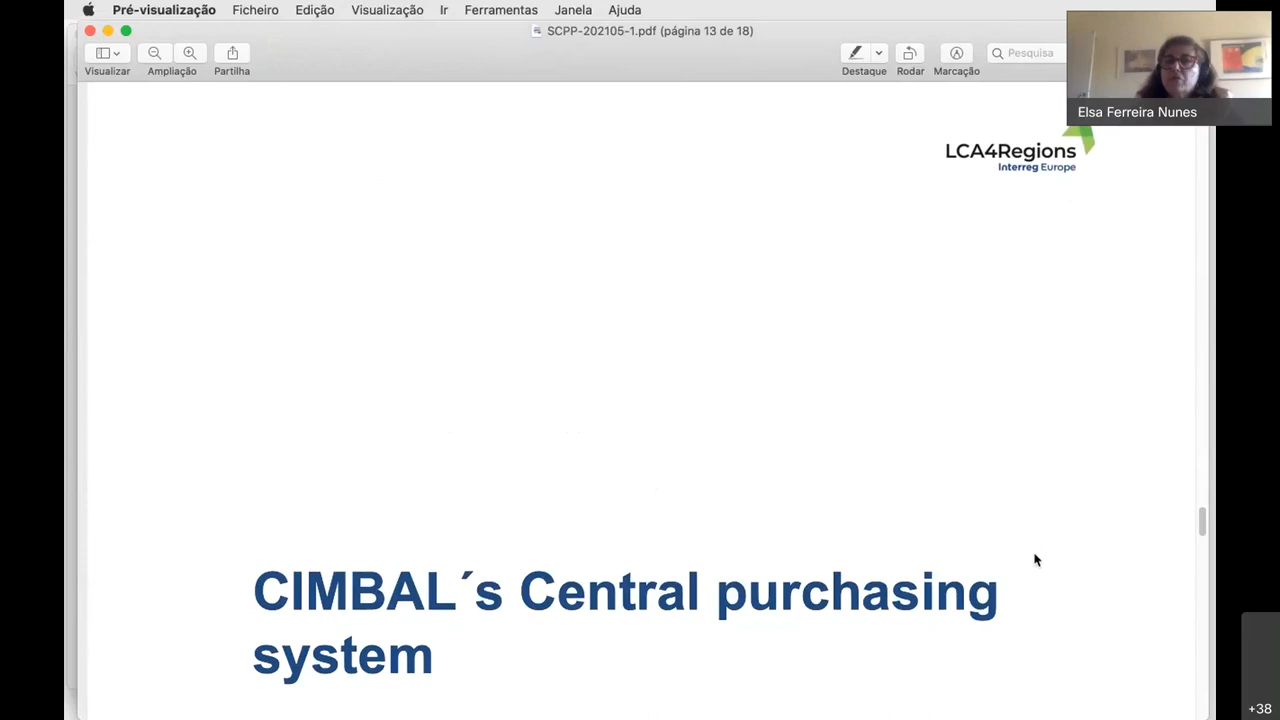 Pré-visualização Ficheiro Edição Visualização Ir Ferramentas Janela Ajuda
SCPP-202105-1.pdf (página 13 de 18)
Visualizar Ampliação Partilha Destaque Rodar Marcação Pesquisa
Elsa Ferreira Nunes
LCA4Regions
Interreg Europe
CIMBAL´s Central purchasing
system
+38